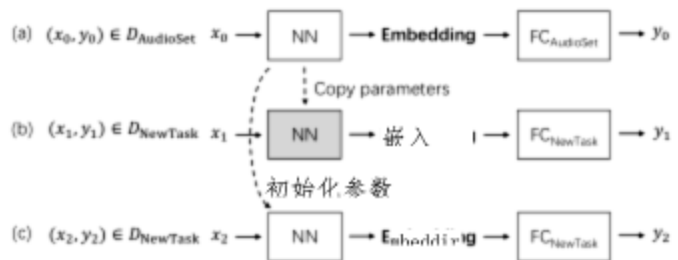 (a) (x₀, y₀) ∈ D_AudioSet x₀ NN Embedding FC_AudioSet y₀
Copy parameters
(b) (x₁, y₁) ∈ D_NewTask x₁ NN 嵌入 FC_NewTask y₁
初始化参数
(c) (x₂, y₂) ∈ D_NewTask x₂ NN Embedding FC_NewTask y₂